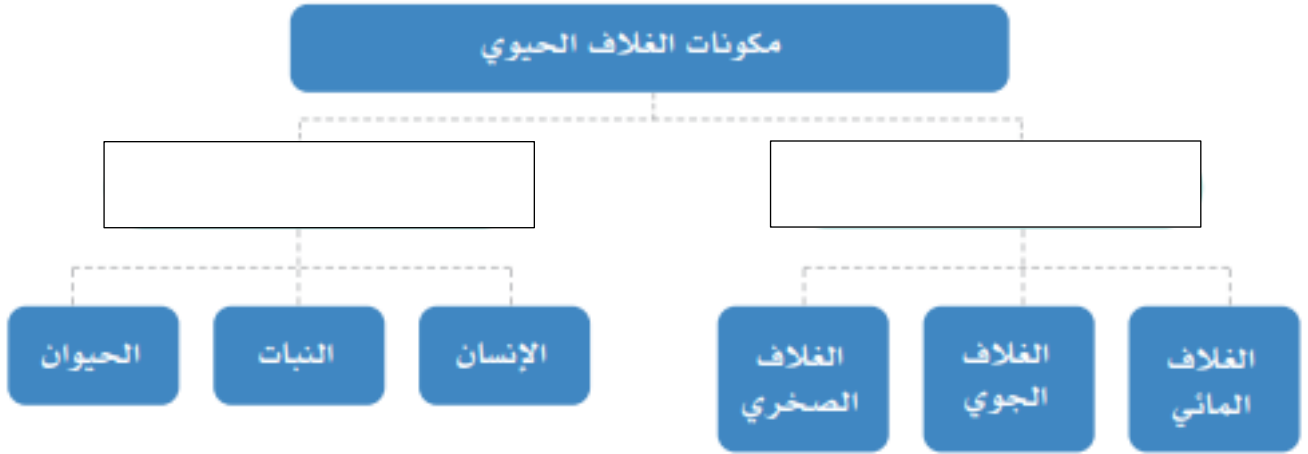 مكونات الغلاف الحيوي
الغلاف
المائي
الغلاف
الجوي
الغلاف
الصخري
الإنسان
النبات
الحيوان